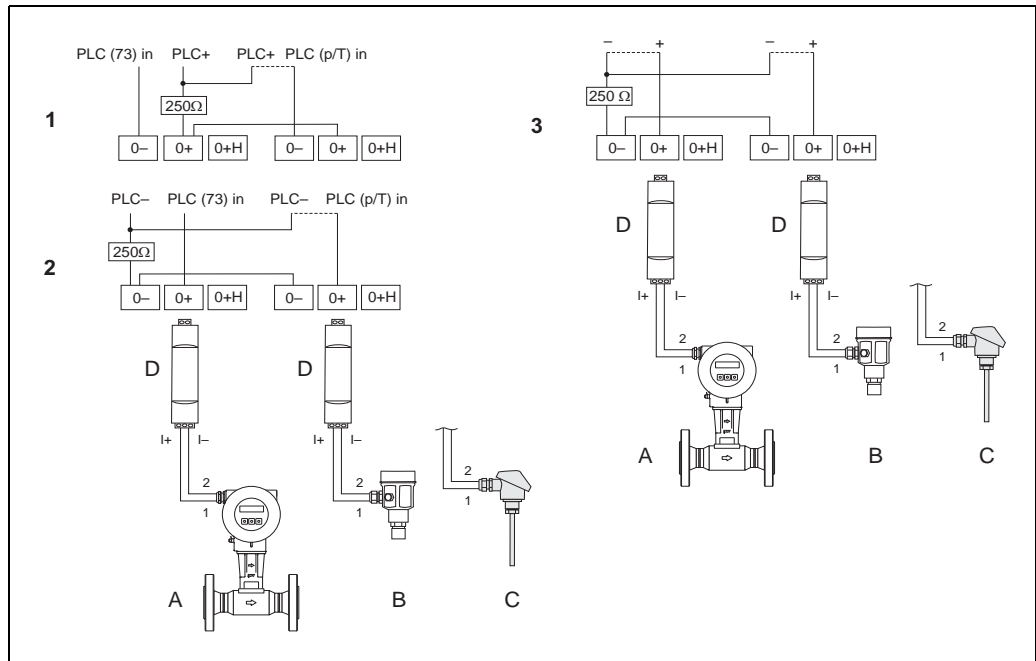 PLC (73) in PLC+ PLC+ PLC (p/T) in
250Ω
1
0– 0+ 0+H 0– 0+ 0+H
PLC– PLC (73) in PLC– PLC (p/T) in
250Ω
2
0– 0+ 0+H 0– 0+ 0+H
D D
I+ I– I+ I–
2 2 2
1 1 1
A B C
– + – +
250 Ω
3
0– 0+ 0+H 0– 0+ 0+H
D D
I+ I– I+ I–
2 2 2
1 1 1
A B C